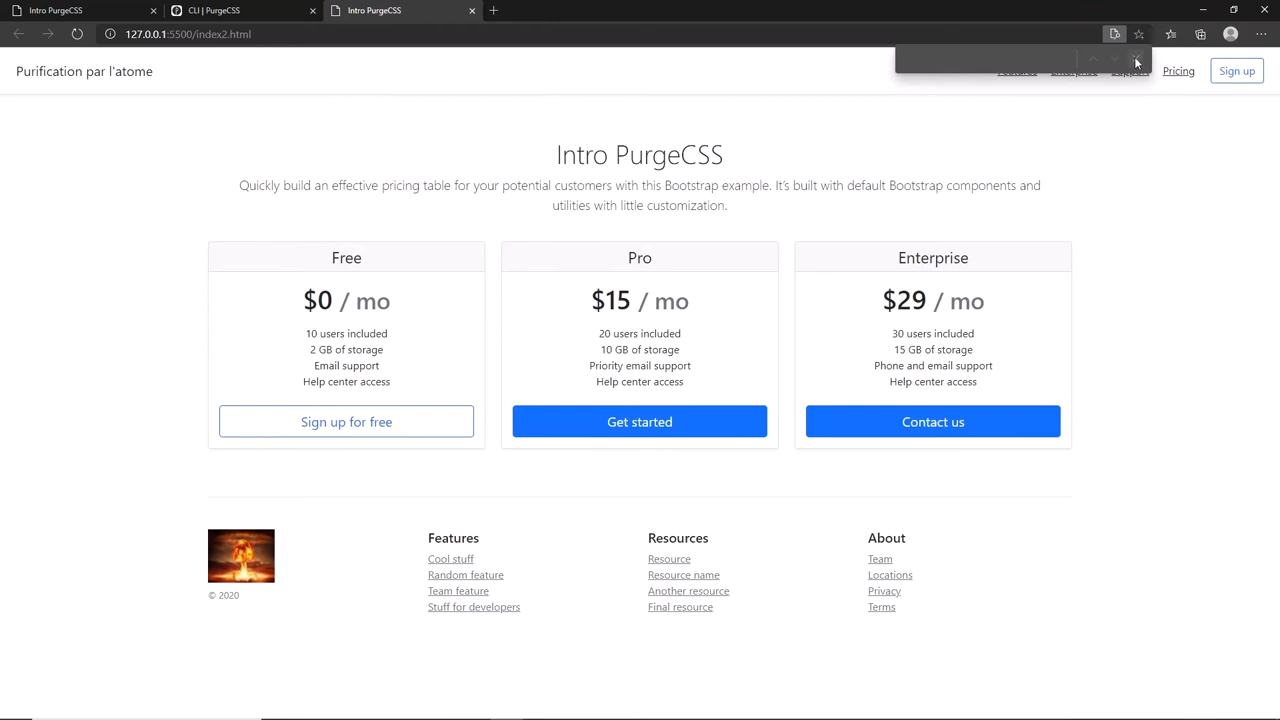 Intro PurgeCSS
CLI | PurgeCSS
Intro PurgeCSS
127.0.0.1:5500/index2.html
Purification par l'atome
Features Enterprise Support Pricing Sign up
Intro PurgeCSS
Quickly build an effective pricing table for your potential customers with this Bootstrap example. It's built with default Bootstrap components and
utilities with little customization.
Free
$0 / mo
10 users included
2 GB of storage
Email support
Help center access
Sign up for free
Pro
$15 / mo
20 users included
10 GB of storage
Priority email support
Help center access
Get started
Enterprise
$29 / mo
30 users included
15 GB of storage
Phone and email support
Help center access
Contact us
© 2020
Features
Cool stuff
Random feature
Team feature
Stuff for developers
Resources
Resource
Resource name
Another resource
Final resource
About
Team
Locations
Privacy
Terms